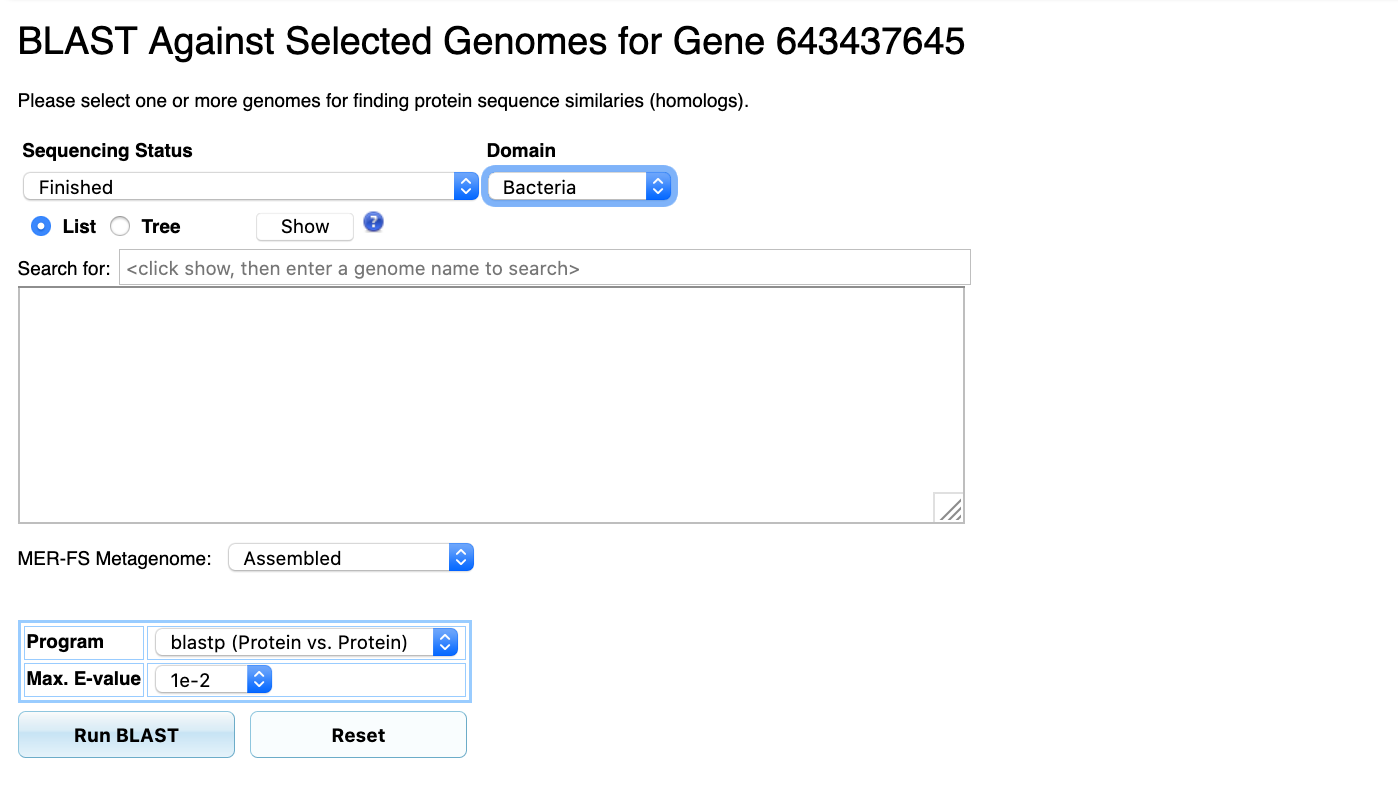 BLAST Against Selected Genomes for Gene 643437645
Please select one or more genomes for finding protein sequence similaries (homologs).
Sequencing Status Domain
Finished Bacteria
List Tree Show ?
Search for: <click show, then enter a genome name to search>
MER-FS Metagenome: Assembled
Program blastp (Protein vs. Protein)
Max. E-value 1e-2
Run BLAST Reset